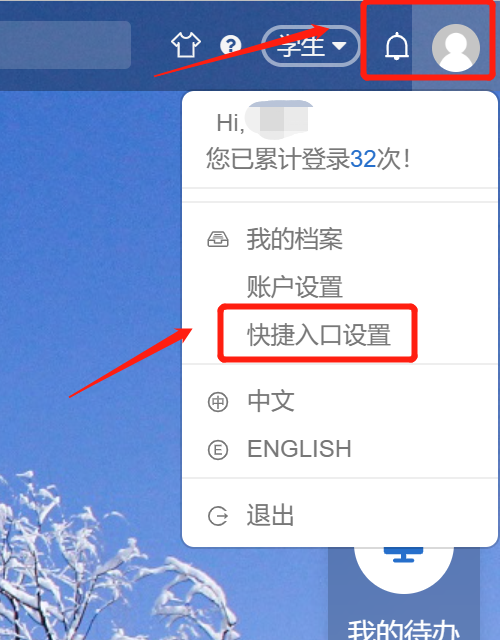 学生
Hi,
您已累计登录32次!
我的档案
账户设置
快捷入口设置
中 中文
E ENGLISH
退出
我的待办